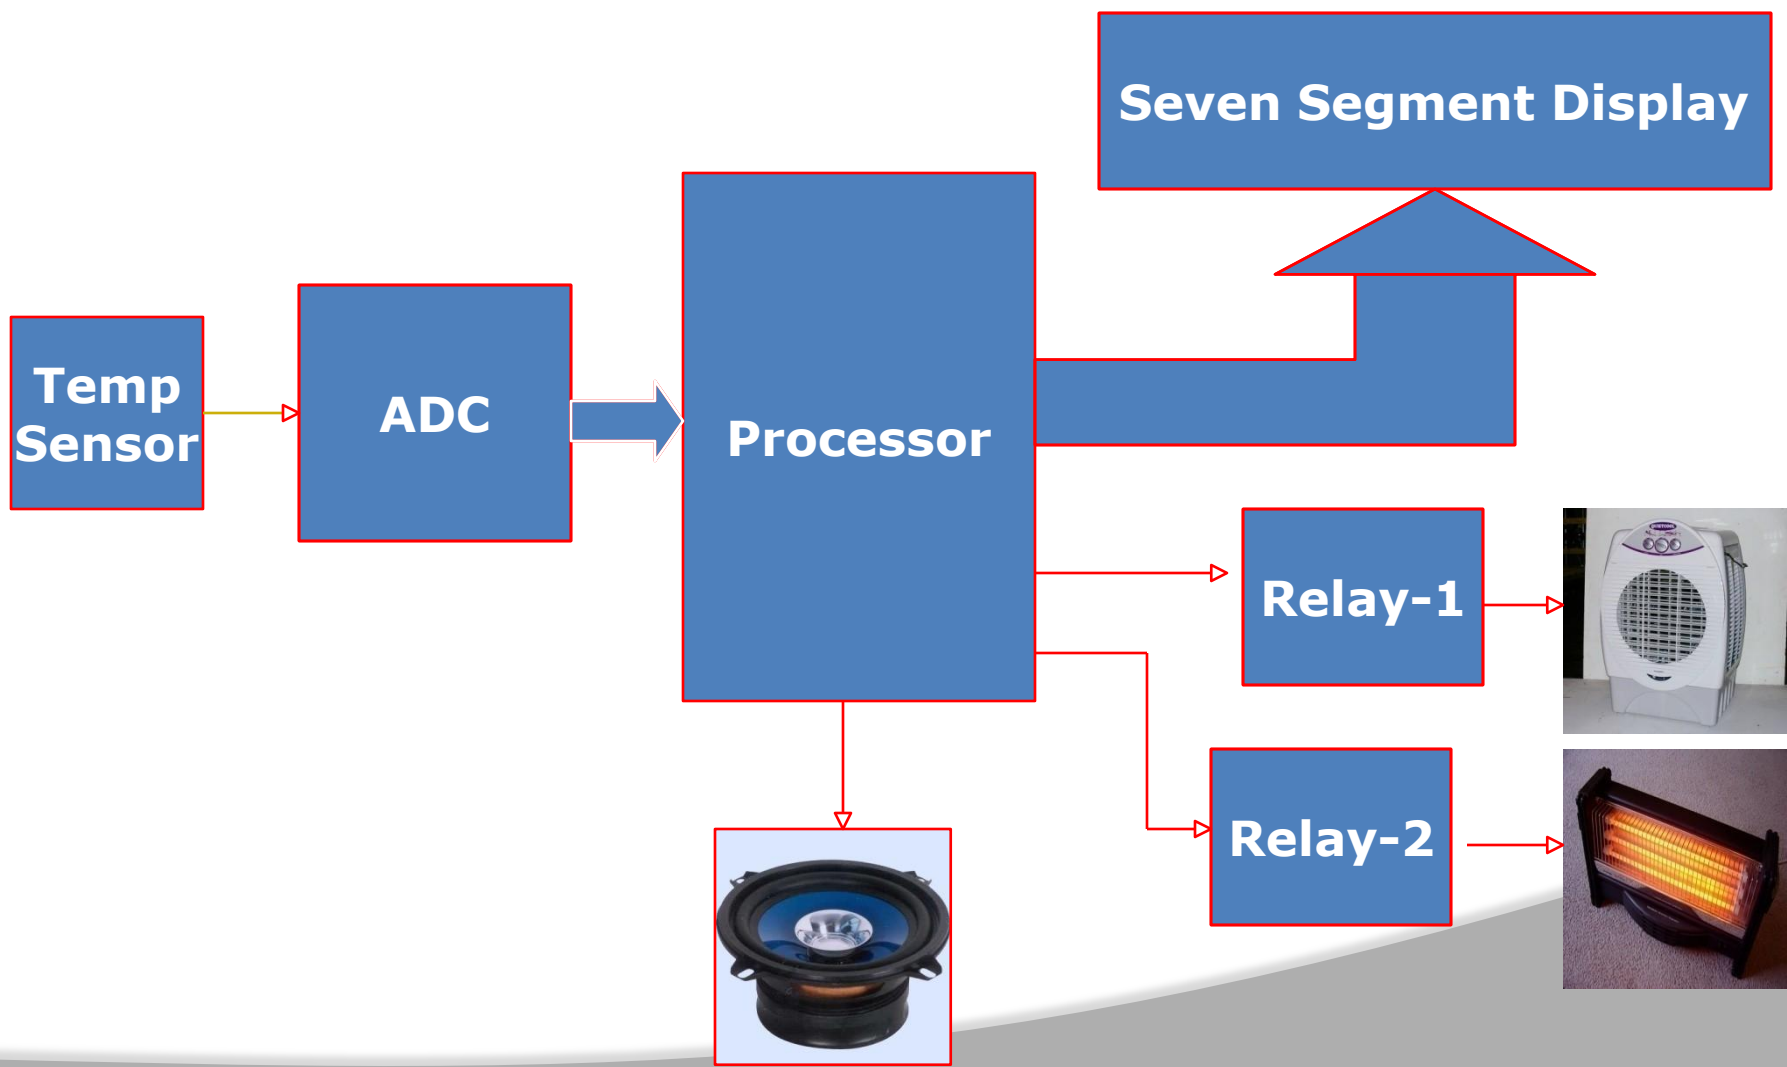 Seven Segment Display
Temp
Sensor
ADC
Processor
Relay-1
Relay-2